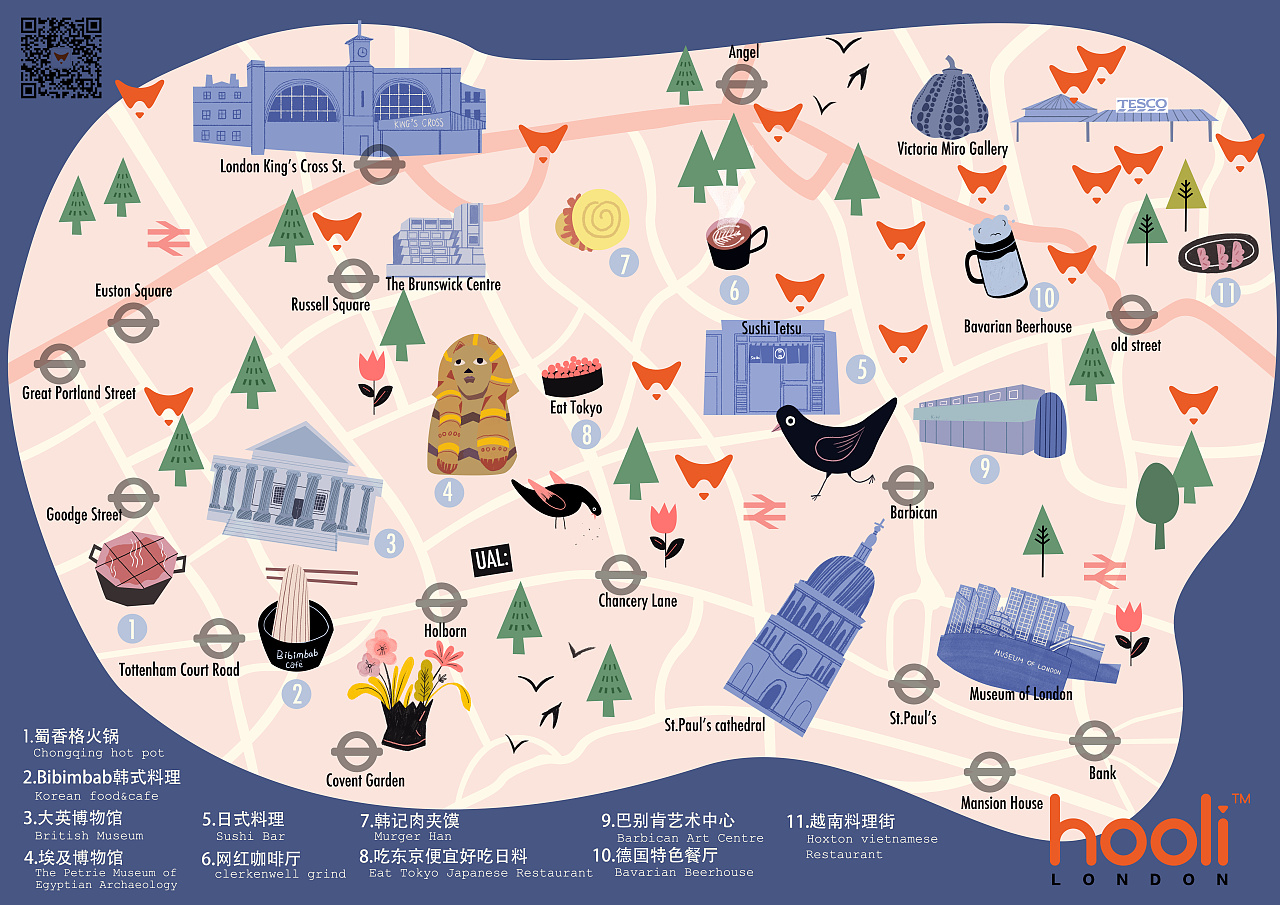 Angel
TESCO
KING'S CROSS
Victoria Miro Gallery
London King's Cross St.
7
6
The Brunswick Centre
Euston Square
Russell Square
10
11
Bavarian Beerhouse
Sushi Tetsu
old street
Great Portland Street
5
Eat Tokyo
8
9
4
Goodge Street
Barbican
3
UAL:
Chancery Lane
1
Holborn
Bibimbab
café
Tottenham Court Road
2
MUSEUM OF LONDON
Museum of London
St.Paul's
St.Paul's cathedral
Covent Garden
Bank
Mansion House
1.蜀香格火锅
Chongqing hot pot
2.Bibimbab韩式料理
Korean food&cafe
3.大英博物馆
British Museum
4.埃及博物馆
The Petrie Museum of
Egyptian Archaeology
5.日式料理
Sushi Bar
6.网红咖啡厅
clerkenwell grind
7.韩记肉夹馍
Murger Han
8.吃东京便宜好吃日料
Eat Tokyo Japanese Restaurant
9.巴别肯艺术中心
Barbican Art Centre
10.德国特色餐厅
Bavarian Beerhouse
11.越南料理街
Hoxton vietnamese
Restaurant
hooli™
LONDON